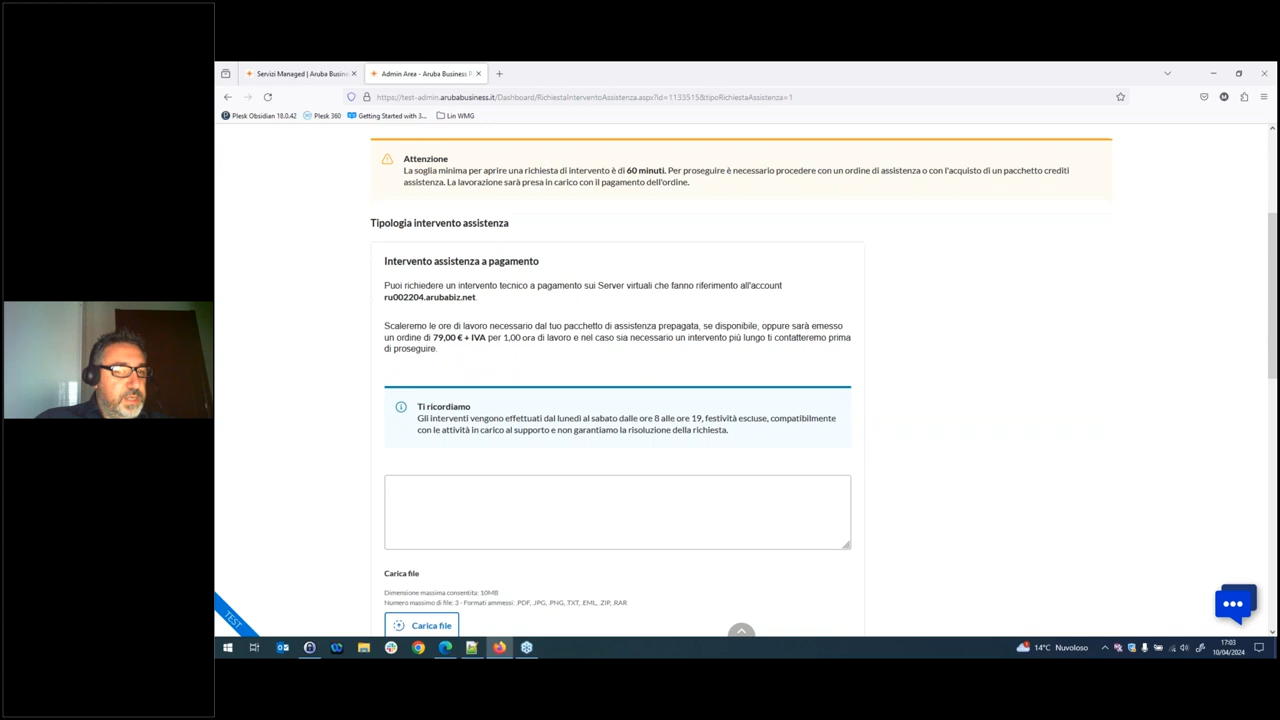 Servizi Managed | Aruba Busine
Admin Area - Aruba Business P
https://test-admin.arubabusiness.it/Dashboard/RichiestaInterventoAssistenza.aspx?id=1133515&tipoRichiestaAssistenza=1
Plesk Obsidian 18.0.42
Plesk 360
Getting Started with 3...
Lin WMG
Attenzione
La soglia minima per aprire una richiesta di intervento è di 60 minuti. Per proseguire è necessario procedere con un ordine di assistenza o con l'acquisto di un pacchetto crediti
assistenza. La lavorazione sarà presa in carico con il pagamento dell'ordine.
Tipologia intervento assistenza
Intervento assistenza a pagamento
Puoi richiedere un intervento tecnico a pagamento sui Server virtuali che fanno riferimento all'account
ru002204.arubabiz.net.
Scaleremo le ore di lavoro necessario dal tuo pacchetto di assistenza prepagata, se disponibile, oppure sarà emesso
un ordine di 79,00 € + IVA per 1,00 ora di lavoro e nel caso sia necessario un intervento più lungo ti contatteremo prima
di proseguire.
Ti ricordiamo
Gli interventi vengono effettuati dal lunedì al sabato dalle ore 8 alle ore 19, festività escluse, compatibilmente
con le attività in carico al supporto e non garantiamo la risoluzione della richiesta.
Carica file
Dimensione massima consentita: 10MB
Numero massimo di file: 3 - Formati ammessi: .PDF, .JPG, .PNG, .TXT, .EML, .ZIP, .RAR
Carica file
TEST
14°C Nuvoloso
17:03
10/04/2024